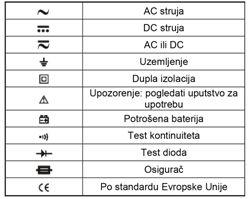 AC struja
DC struja
AC ili DC
Uzemljenje
Dupla izolacija
Upozorenje: pogledati uputstvo za
upotrebu
Potrošena baterija
Test kontinuiteta
Test dioda
Osigurač
CE Po standardu Evropske Unije